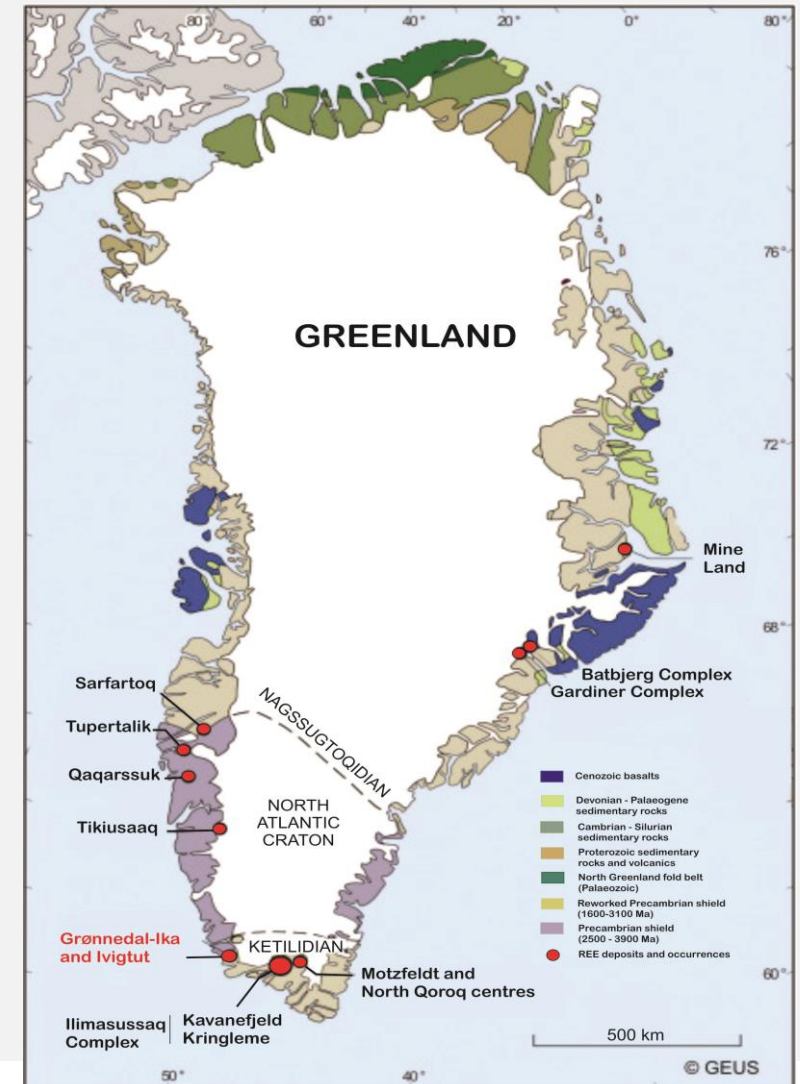 80°
60°
40°
20°
0°
80°
76°
GREENLAND
72°
Mine
Land
68°
Batbjerg Complex
Gardiner Complex
Sarfartoq
NAGSSUGTOQIDIAN
Tupertalik
Qaqarssuk
NORTH
ATLANTIC
CRATON
Tikiusaaq
Cenozoic basalts
Devonian - Palaeogene
sedimentary rocks
Cambrian - Silurian
sedimentary rocks
Proterozoic sedimentary
rocks and volcanics
North Greenland fold belt
(Palaeozoic)
Reworked Precambrian shield
(1600-3100 Ma)
Precambrian shield
(2500 - 3900 Ma)
REE deposits and occurrences
Grønnedal-Ika
and Ivigtut
KETILIDIAN
60°
Motzfeldt and
North Qoroq centres
Ilimasussaq
Complex
Kavanefjeld
Kringleme
500 km
© GEUS
50°
40°